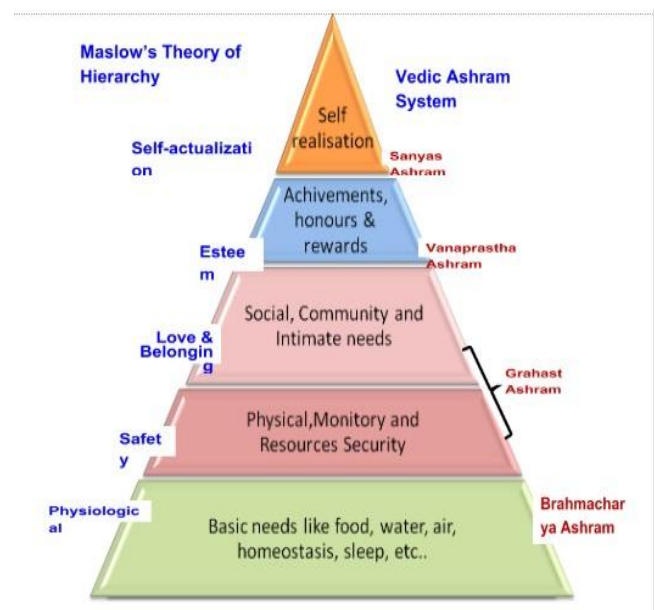 Maslow's Theory of
Hierarchy
Vedic Ashram
System
Self
realisation
Self-actualizati
on
Sanyas
Ashram
Achivements,
honours &
rewards
Estee
m
Vanaprastha
Ashram
Social, Community and
Intimate needs
Love &
Belongin
g
Grahast
Ashram
Physical,Monitory and
Resources Security
Safet
y
Physiologic
al
Basic needs like food, water, air,
homeostasis, sleep, etc..
Brahmachar
ya Ashram